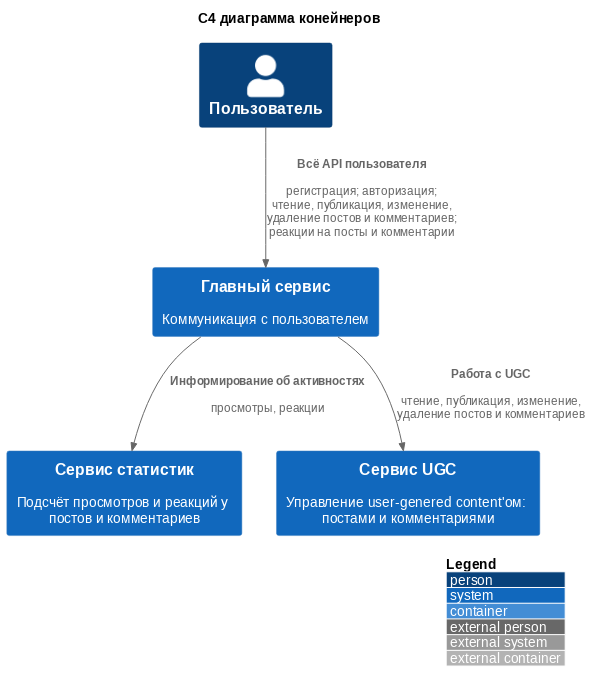 C4 диаграмма конейнеров
Пользователь
Всё API пользователя
регистрация; авторизация;
чтение, публикация, изменение,
удаление постов и комментариев;
реакции на посты и комментарии
Главный сервис
Коммуникация с пользователем
Информирование об активностях
просмотры, реакции
Работа с UGC
чтение, публикация, изменение,
удаление постов и комментариев
Сервис статистик
Подсчёт просмотров и реакций у
постов и комментариев
Сервис UGC
Управление user-genered content'ом:
постами и комментариями
Legend
person
system
container
external person
external system
external container